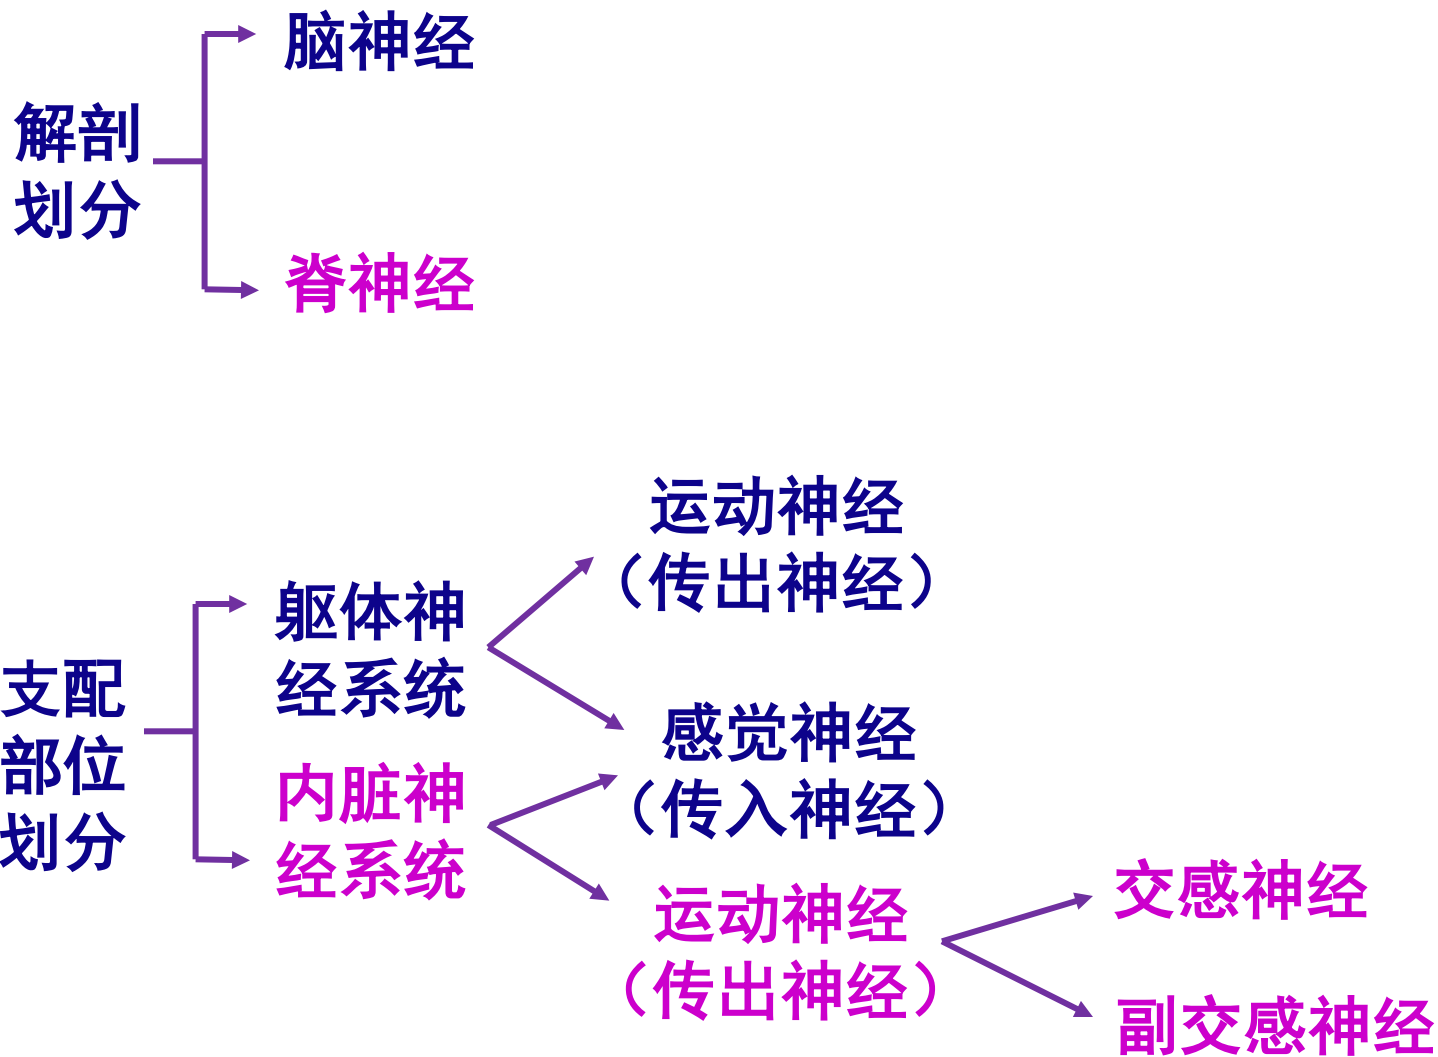 脑神经
解剖
划分
脊神经
运动神经
（传出神经）
躯体神
经系统
支配
部位
划分
感觉神经
（传入神经）
内脏神
经系统
运动神经
（传出神经）
交感神经
副交感神经